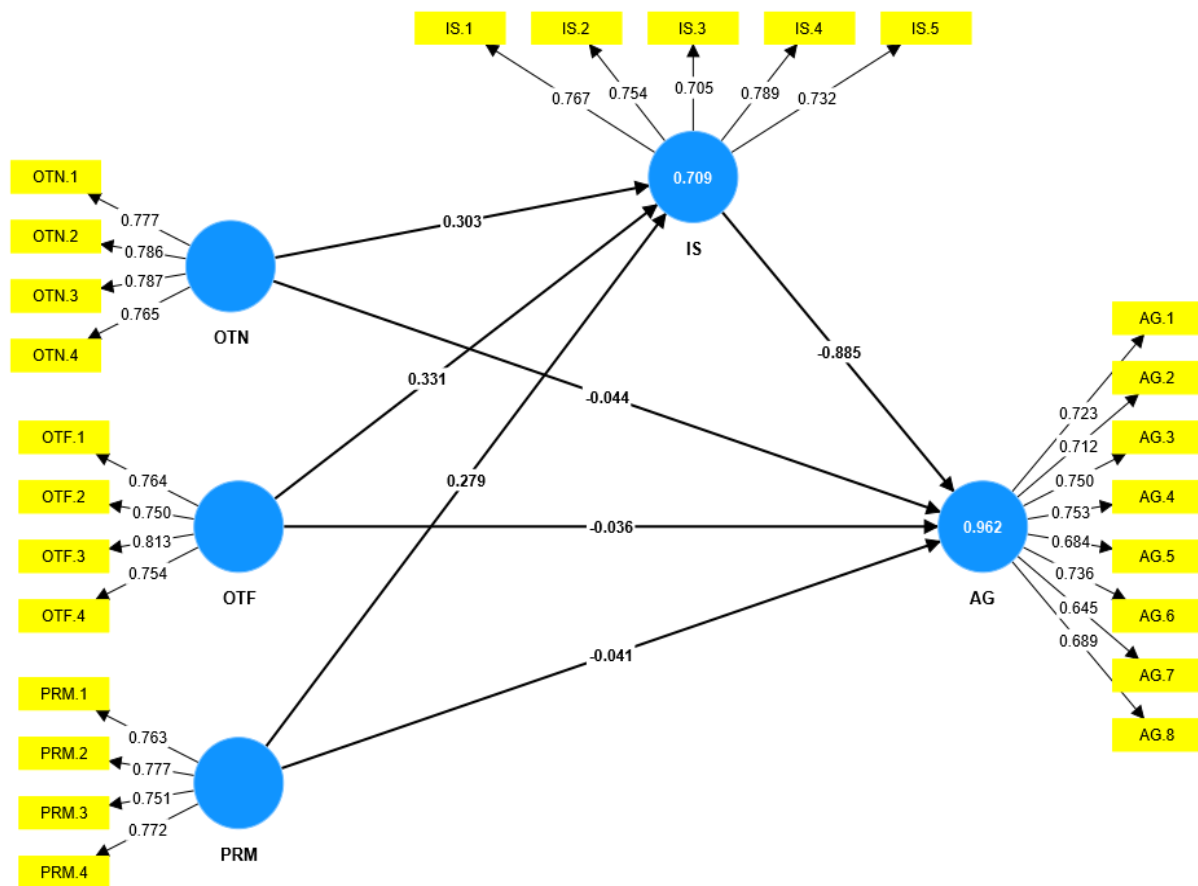 IS.1 IS.2 IS.3 IS.4 IS.5
0.767 0.754 0.705 0.789 0.732
0.709
IS
OTN.1
OTN.2
OTN.3
OTN.4
0.777
0.786
0.787
0.765
OTN
0.303
-0.044
-0.885
OTF.1
OTF.2
OTF.3
OTF.4
0.764
0.750
0.813
0.754
OTF
0.331
-0.036
PRM.1
PRM.2
PRM.3
PRM.4
0.763
0.777
0.751
0.772
PRM
0.279
-0.041
0.962
AG
0.723
0.712
0.750
0.753
0.684
0.736
0.645
0.689
AG.1
AG.2
AG.3
AG.4
AG.5
AG.6
AG.7
AG.8